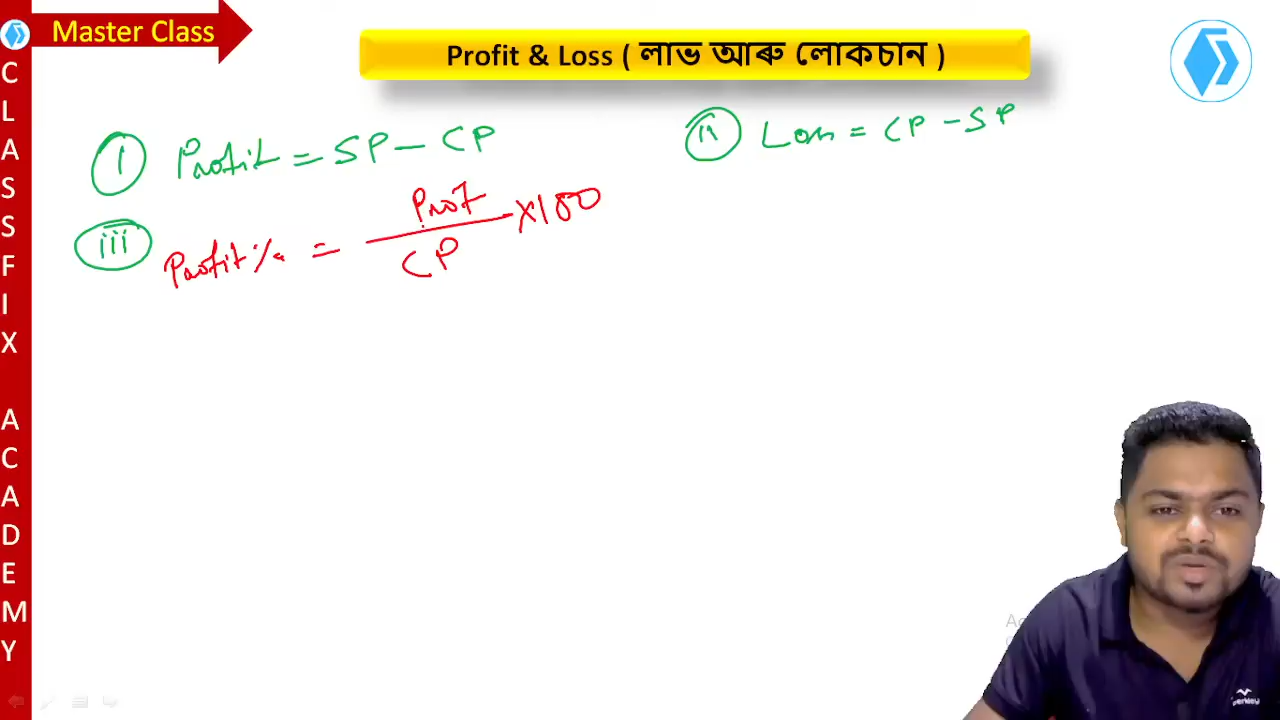 Master Class
Profit & Loss ( লাভ আৰু লোকচান )
CLASSFIX ACADEMY
i Profit = SP - CP
ii Loss = CP - SP
iii Profit% = Prof / CP ×100